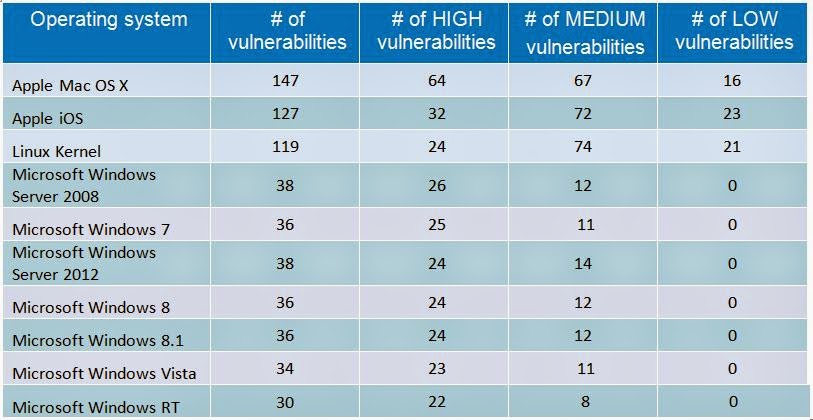 Operating system # of vulnerabilities # of HIGH vulnerabilities # of MEDIUM vulnerabilities # of LOW vulnerabilities
Apple Mac OS X 147 64 67 16
Apple iOS 127 32 72 23
Linux Kernel 119 24 74 21
Microsoft Windows Server 2008 38 26 12 0
Microsoft Windows 7 36 25 11 0
Microsoft Windows Server 2012 38 24 14 0
Microsoft Windows 8 36 24 12 0
Microsoft Windows 8.1 36 24 12 0
Microsoft Windows Vista 34 23 11 0
Microsoft Windows RT 30 22 8 0